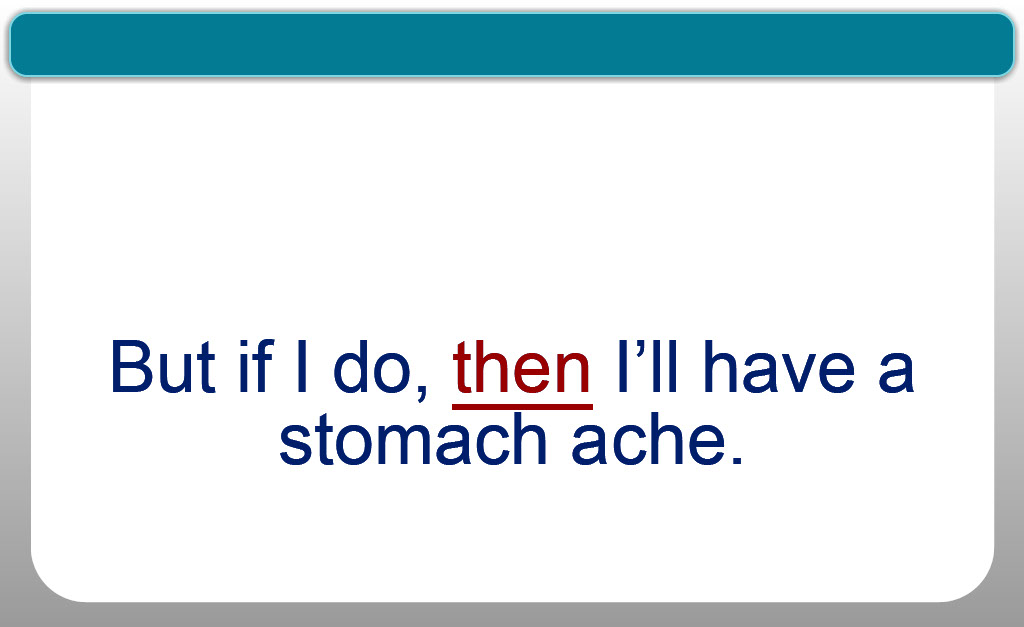 But if I do, then I’ll have a
stomach ache.